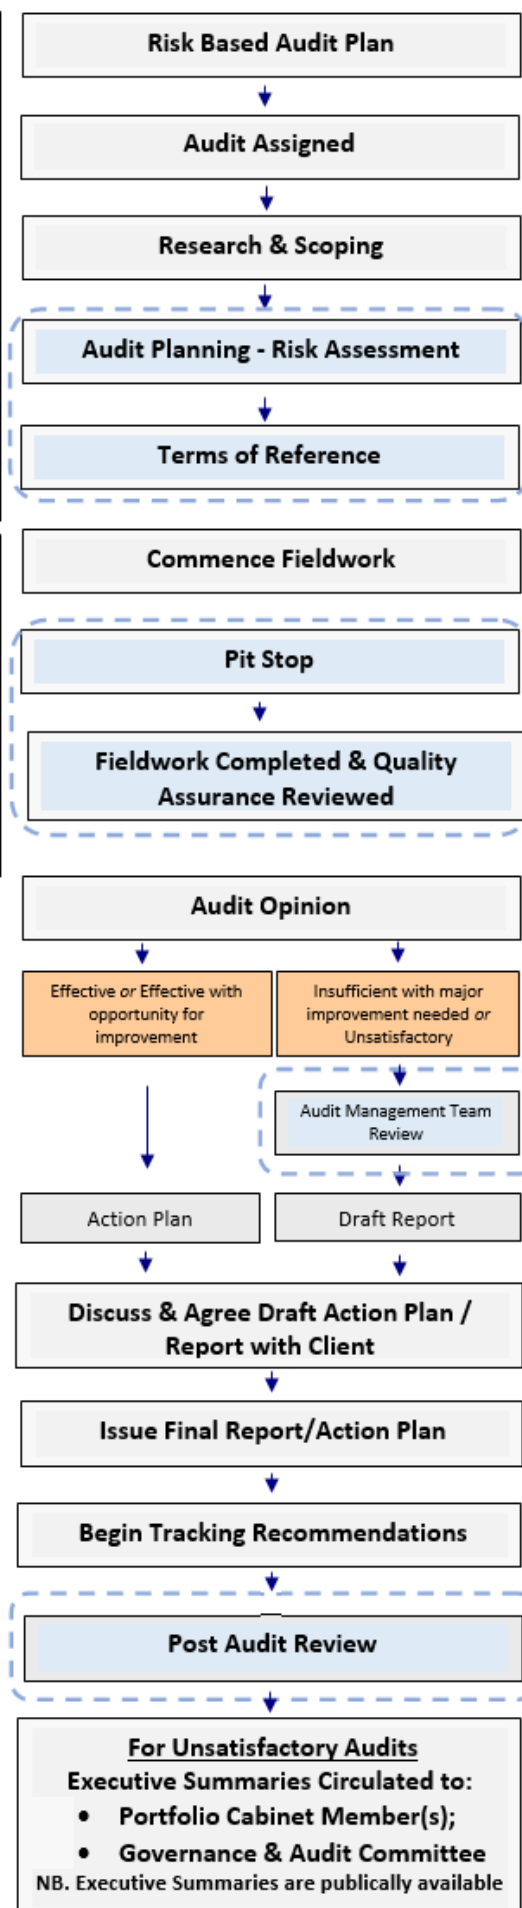 Risk Based Audit Plan
Audit Assigned
Research & Scoping
Audit Planning - Risk Assessment
Terms of Reference
Commence Fieldwork
Pit Stop
Fieldwork Completed & Quality
Assurance Reviewed
Audit Opinion
Effective or Effective with
opportunity for
improvement
Insufficient with major
improvement needed or
Unsatisfactory
Audit Management Team
Review
Action Plan
Draft Report
Discuss & Agree Draft Action Plan /
Report with Client
Issue Final Report/Action Plan
Begin Tracking Recommendations
Post Audit Review
For Unsatisfactory Audits
Executive Summaries Circulated to:
• Portfolio Cabinet Member(s);
• Governance & Audit Committee
NB. Executive Summaries are publically available